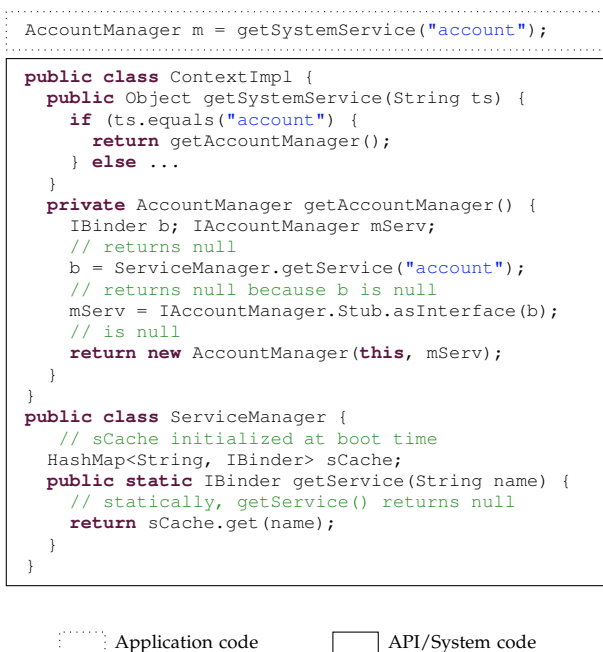 AccountManager m = getSystemService("account");
public class ContextImpl {
  public Object getSystemService(String ts) {
    if (ts.equals("account") {
      return getAccountManager();
    } else ...
  }
  private AccountManager getAccountManager() {
    IBinder b; IAccountManager mServ;
    // returns null
    b = ServiceManager.getService("account");
    // returns null because b is null
    mServ = IAccountManager.Stub.asInterface(b);
    // is null
    return new AccountManager(this, mServ);
  }
}
public class ServiceManager {
   // sCache initialized at boot time
  HashMap<String, IBinder> sCache;
  public static IBinder getService(String name) {
    // statically, getService() returns null
    return sCache.get(name);
  }
}
Application code API/System code